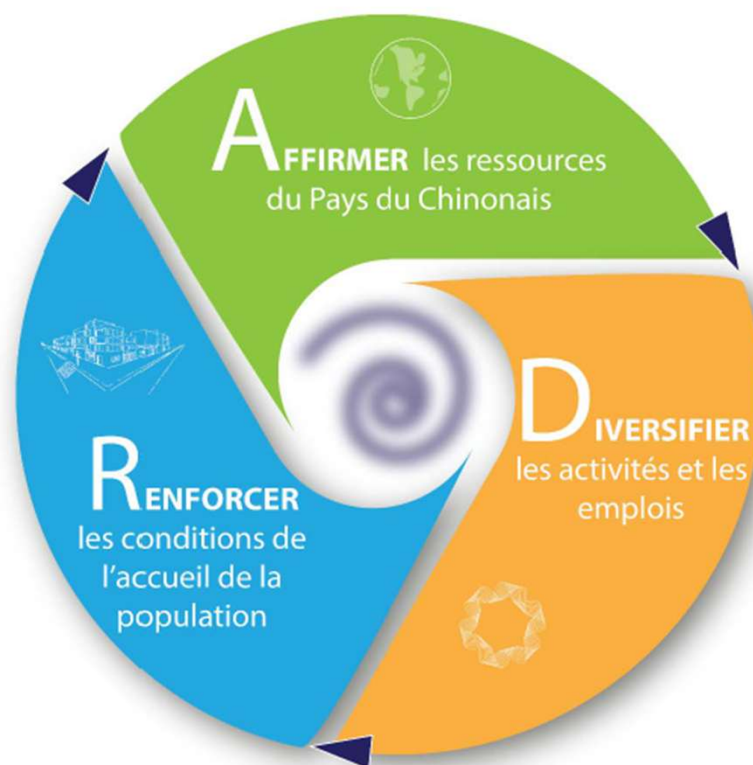 AFFIRMER les ressources
du Pays du Chinonais
DIVERSIFIER
les activités et les
emplois
RENFORCER
les conditions de
l'accueil de la
population